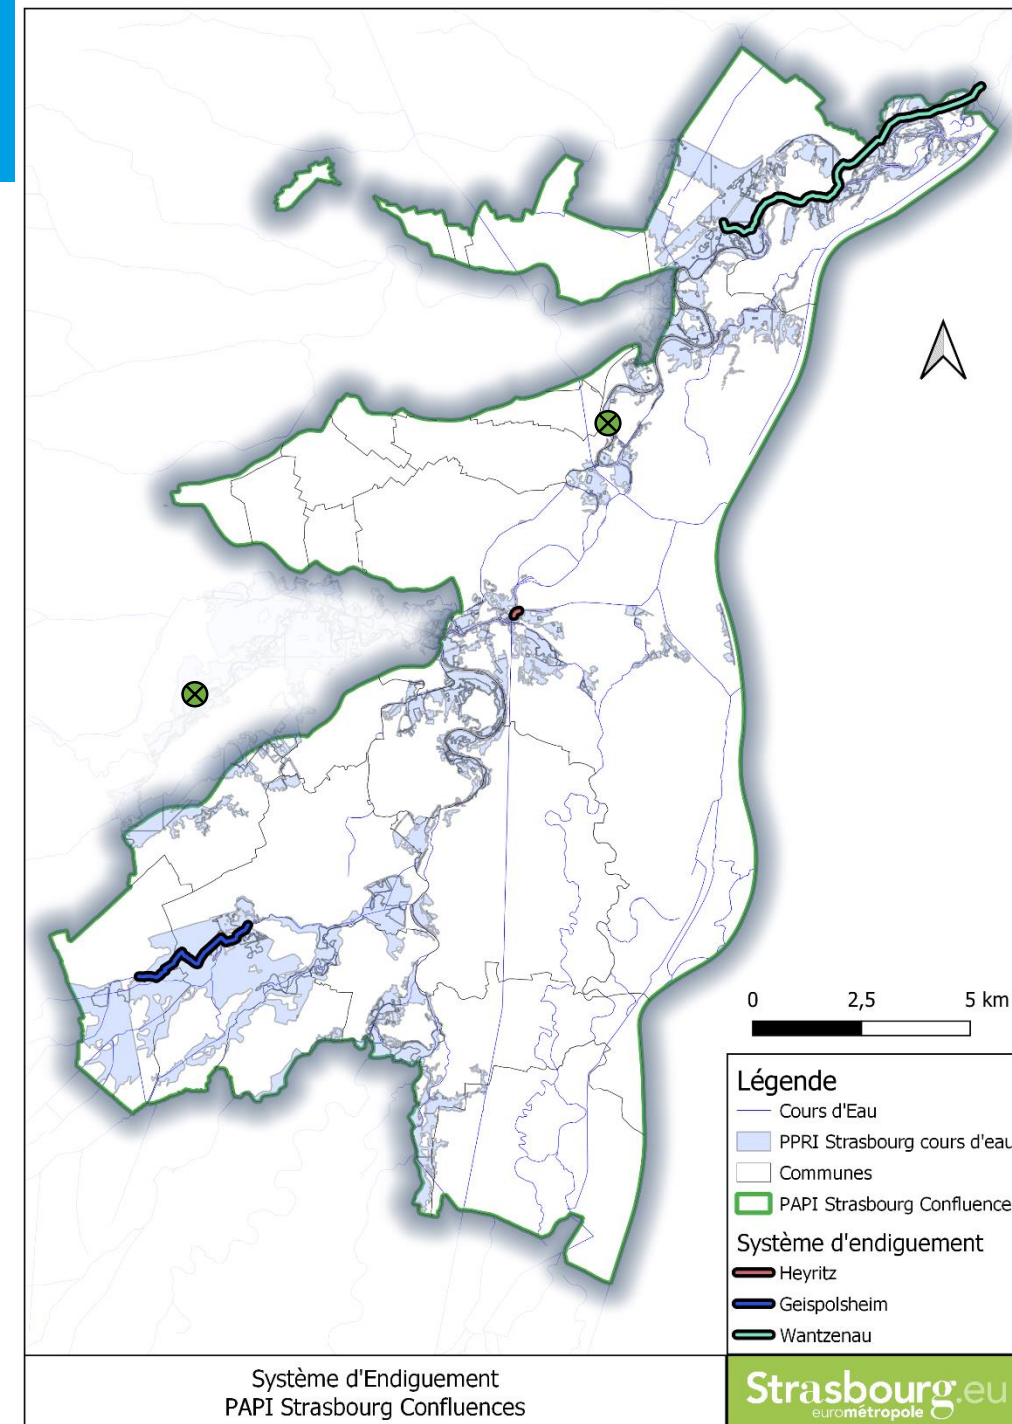 0 2,5 5 km
Légende
Cours d'Eau
PPRI Strasbourg cours d'eau
Communes
PAPI Strasbourg Confluence
Système d'endiguement
Heyritz
Geispolsheim
Wantzenau
Système d'Endiguement
PAPI Strasbourg Confluences
Strasbourg.eu
eurométropole